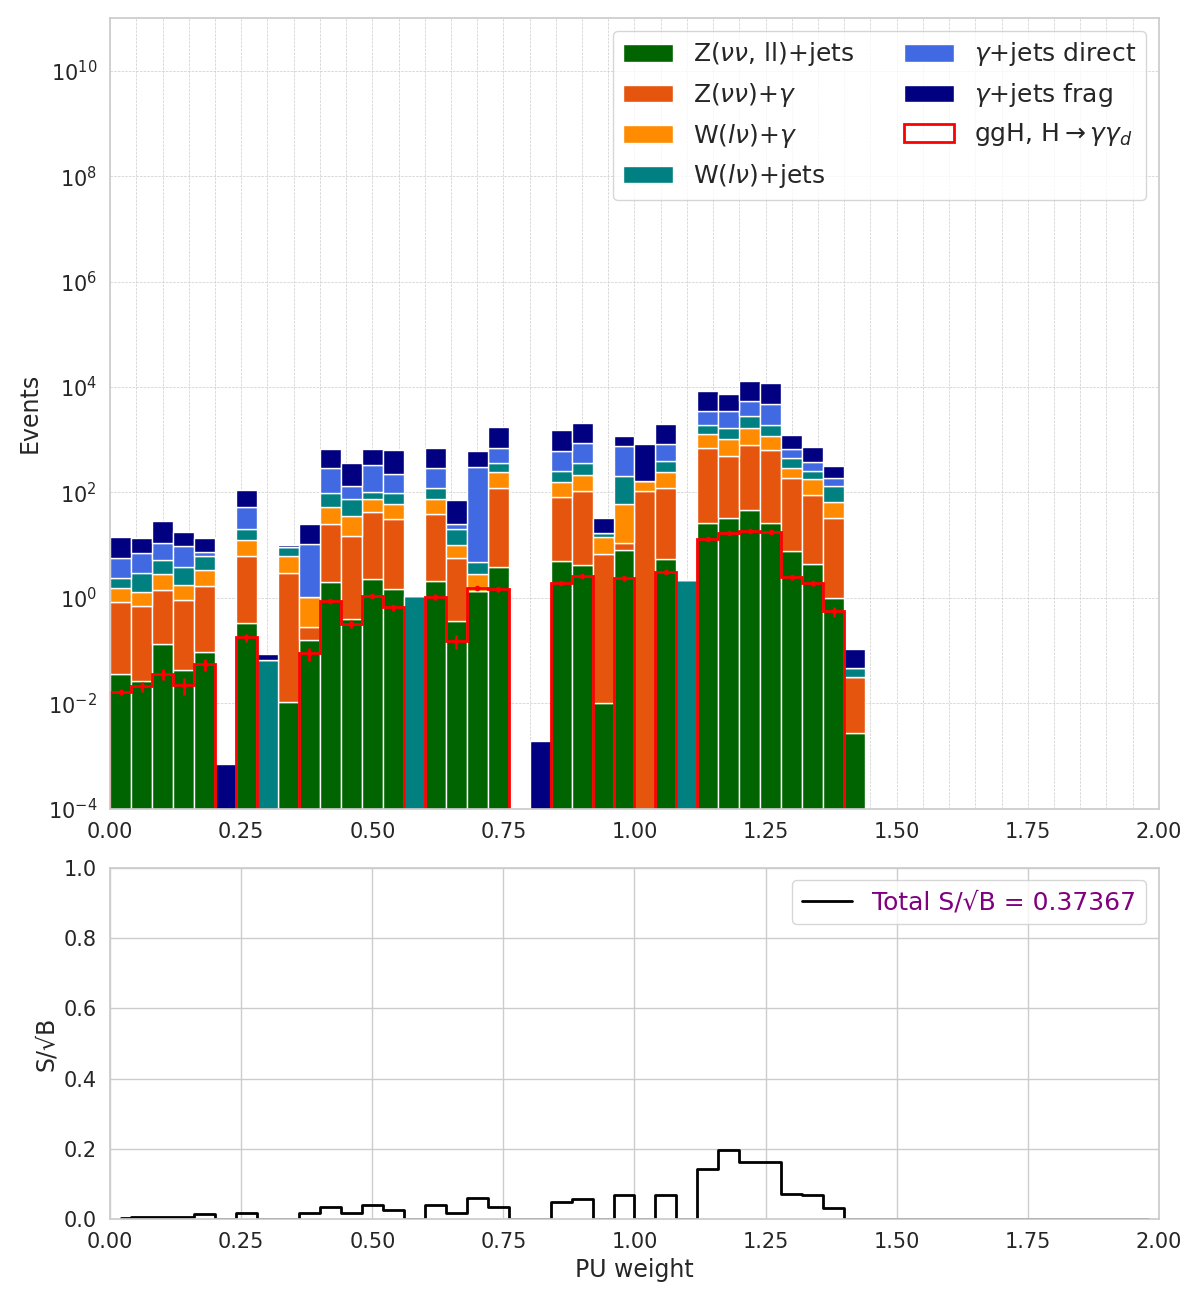 Z(νν, ll)+jets
Z(νν)+γ
W(lν)+γ
W(lν)+jets
γ+jets direct
γ+jets frag
ggH, H→γγ_d
Events
10^10
10^8
10^6
10^4
10^2
10^0
10^−2
10^−4
0.00 0.25 0.50 0.75 1.00 1.25 1.50 1.75 2.00
Total S/√B = 0.37367
S/√B
1.0
0.8
0.6
0.4
0.2
0.0
0.00 0.25 0.50 0.75 1.00 1.25 1.50 1.75 2.00
PU weight